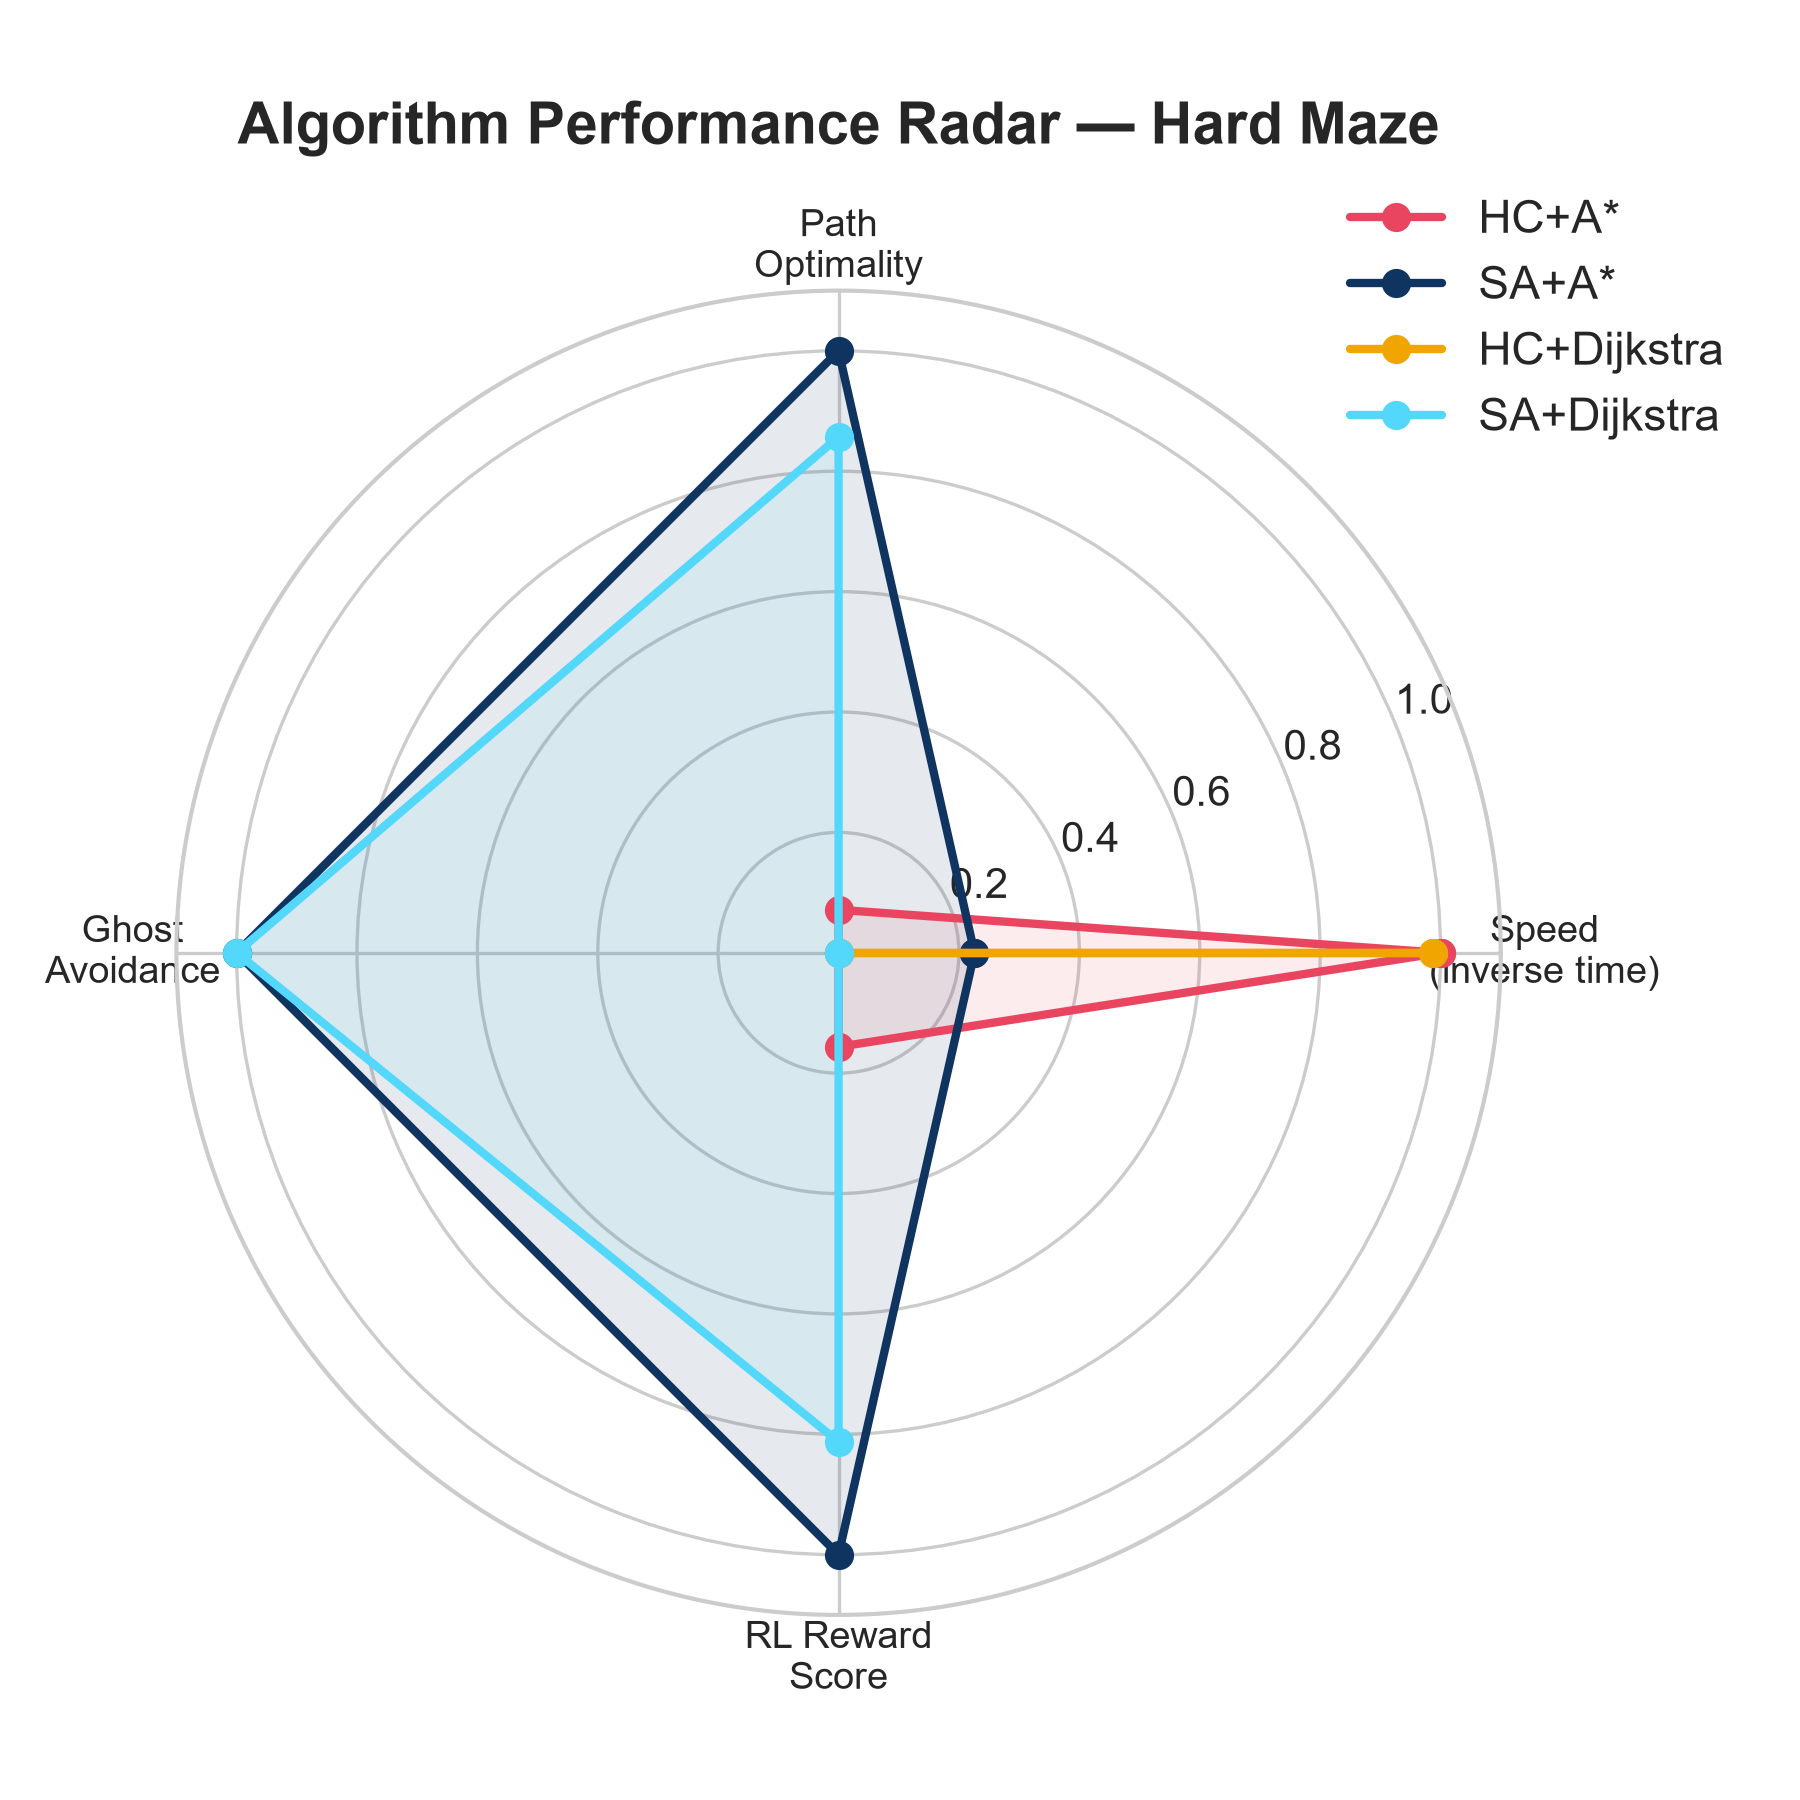 Algorithm Performance Radar — Hard Maze
HC+A*
SA+A*
HC+Dijkstra
SA+Dijkstra
Path
Optimality
1.0
0.8
0.6
0.4
0.2
Ghost
Avoidance
Speed
(inverse time)
RL Reward
Score